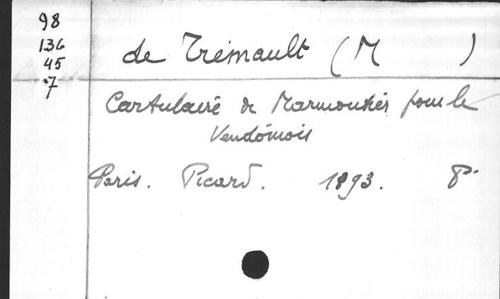 98
136
45
7
de Trémault (M )
Cartulaire de Marmoutier pour le
Vendômois
Paris. Picard. 1893. 8°